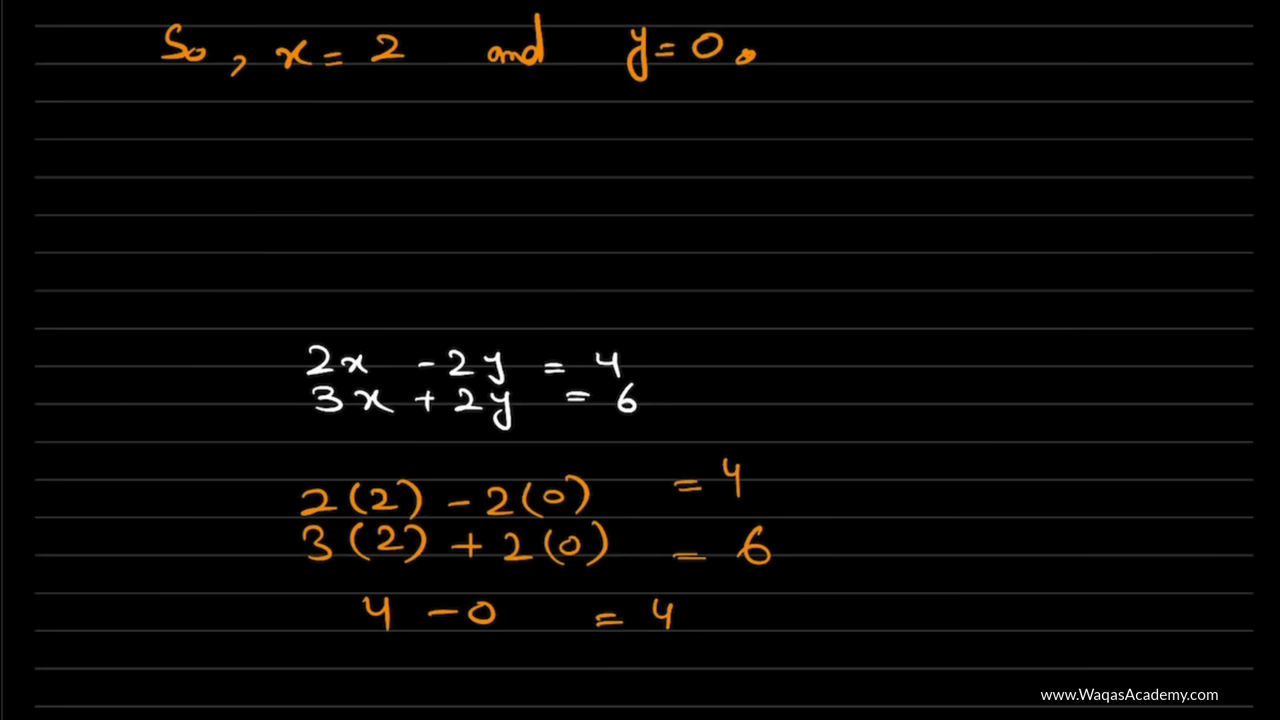 So, x = 2 and y = 0.
2x - 2y = 4
3x + 2y = 6
2(2) - 2(0) = 4
3(2) + 2(0) = 6
4 - 0 = 4
www.WaqasAcademy.com